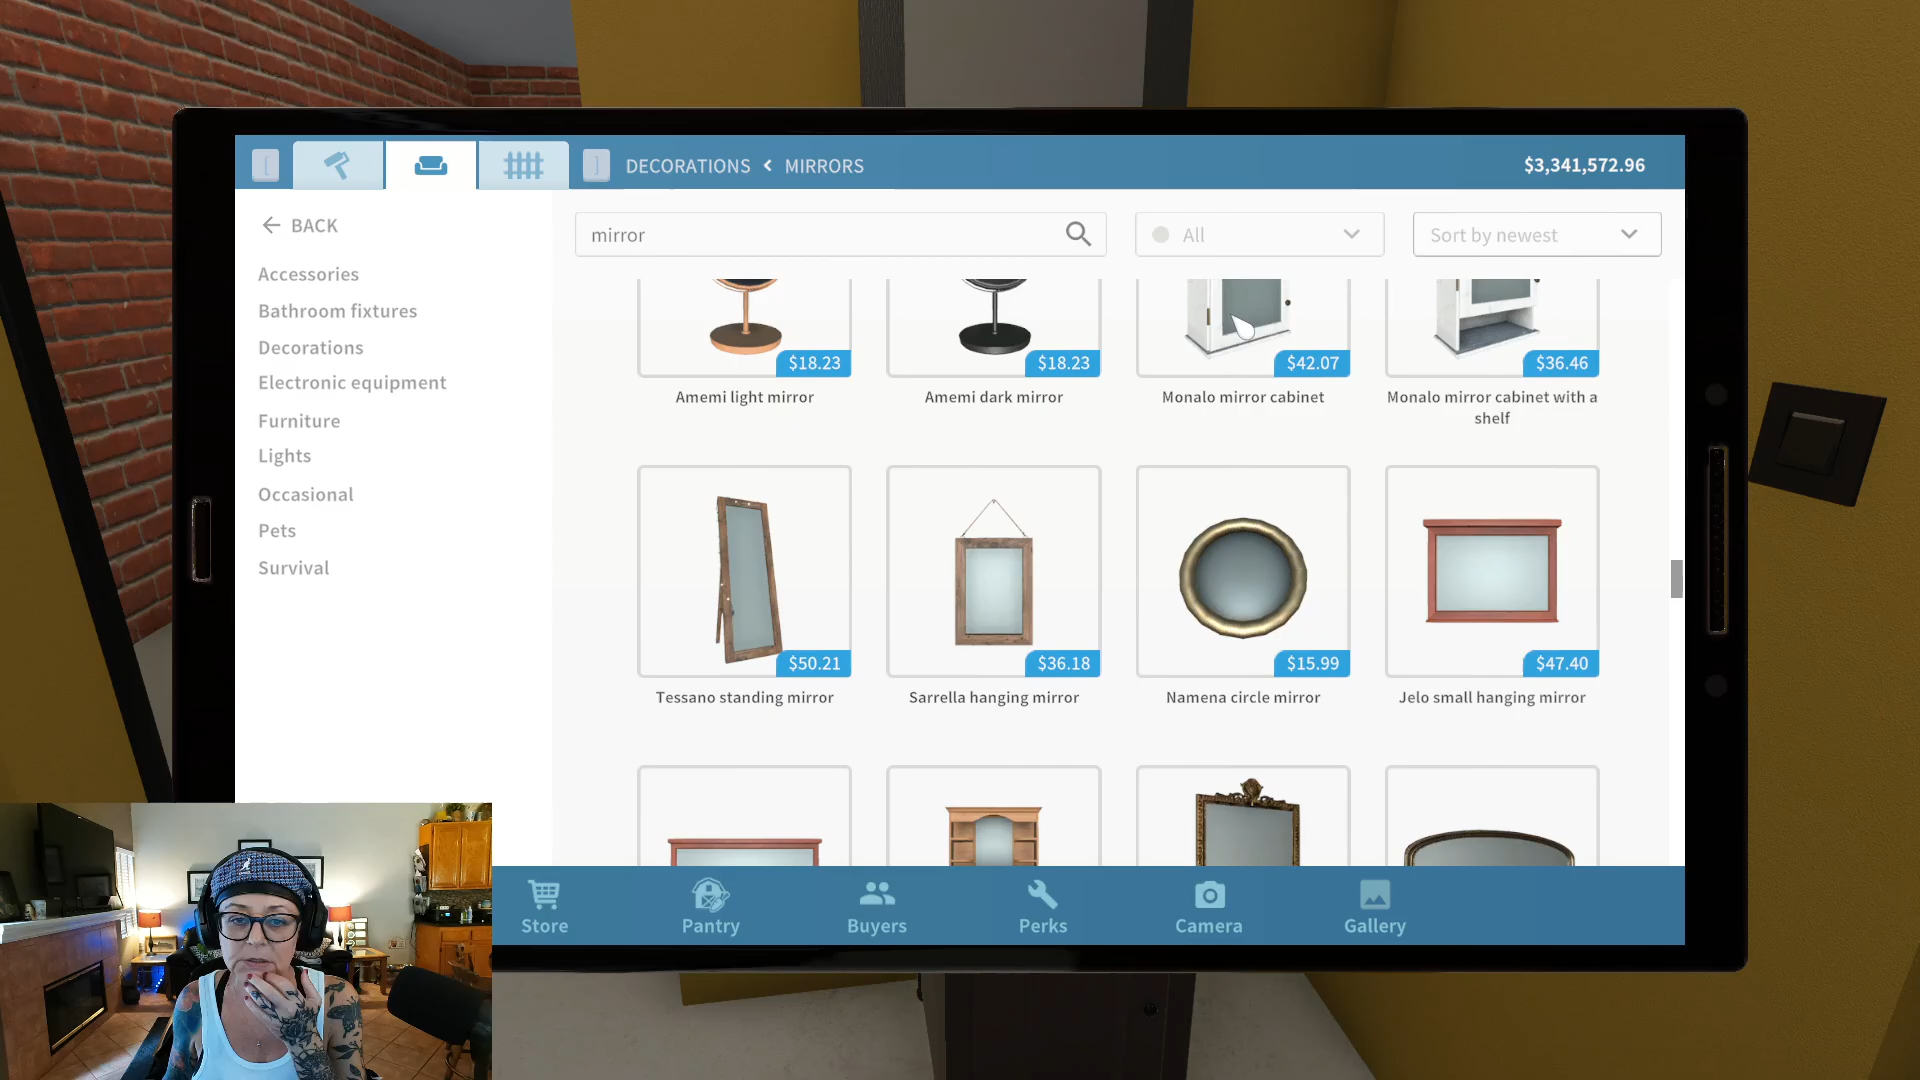 [ ] DECORATIONS < MIRRORS $3,341,572.96
BACK
mirror
All
Sort by newest
Accessories
Bathroom fixtures
Decorations
Electronic equipment
Furniture
Lights
Occasional
Pets
Survival
$18.23 $18.23 $42.07 $36.46
Amemi light mirror
Amemi dark mirror
Monalo mirror cabinet
Monalo mirror cabinet with a
shelf
$50.21 $36.18 $15.99 $47.40
Tessano standing mirror
Sarrella hanging mirror
Namena circle mirror
Jelo small hanging mirror
Store
Pantry
Buyers
Perks
Camera
Gallery